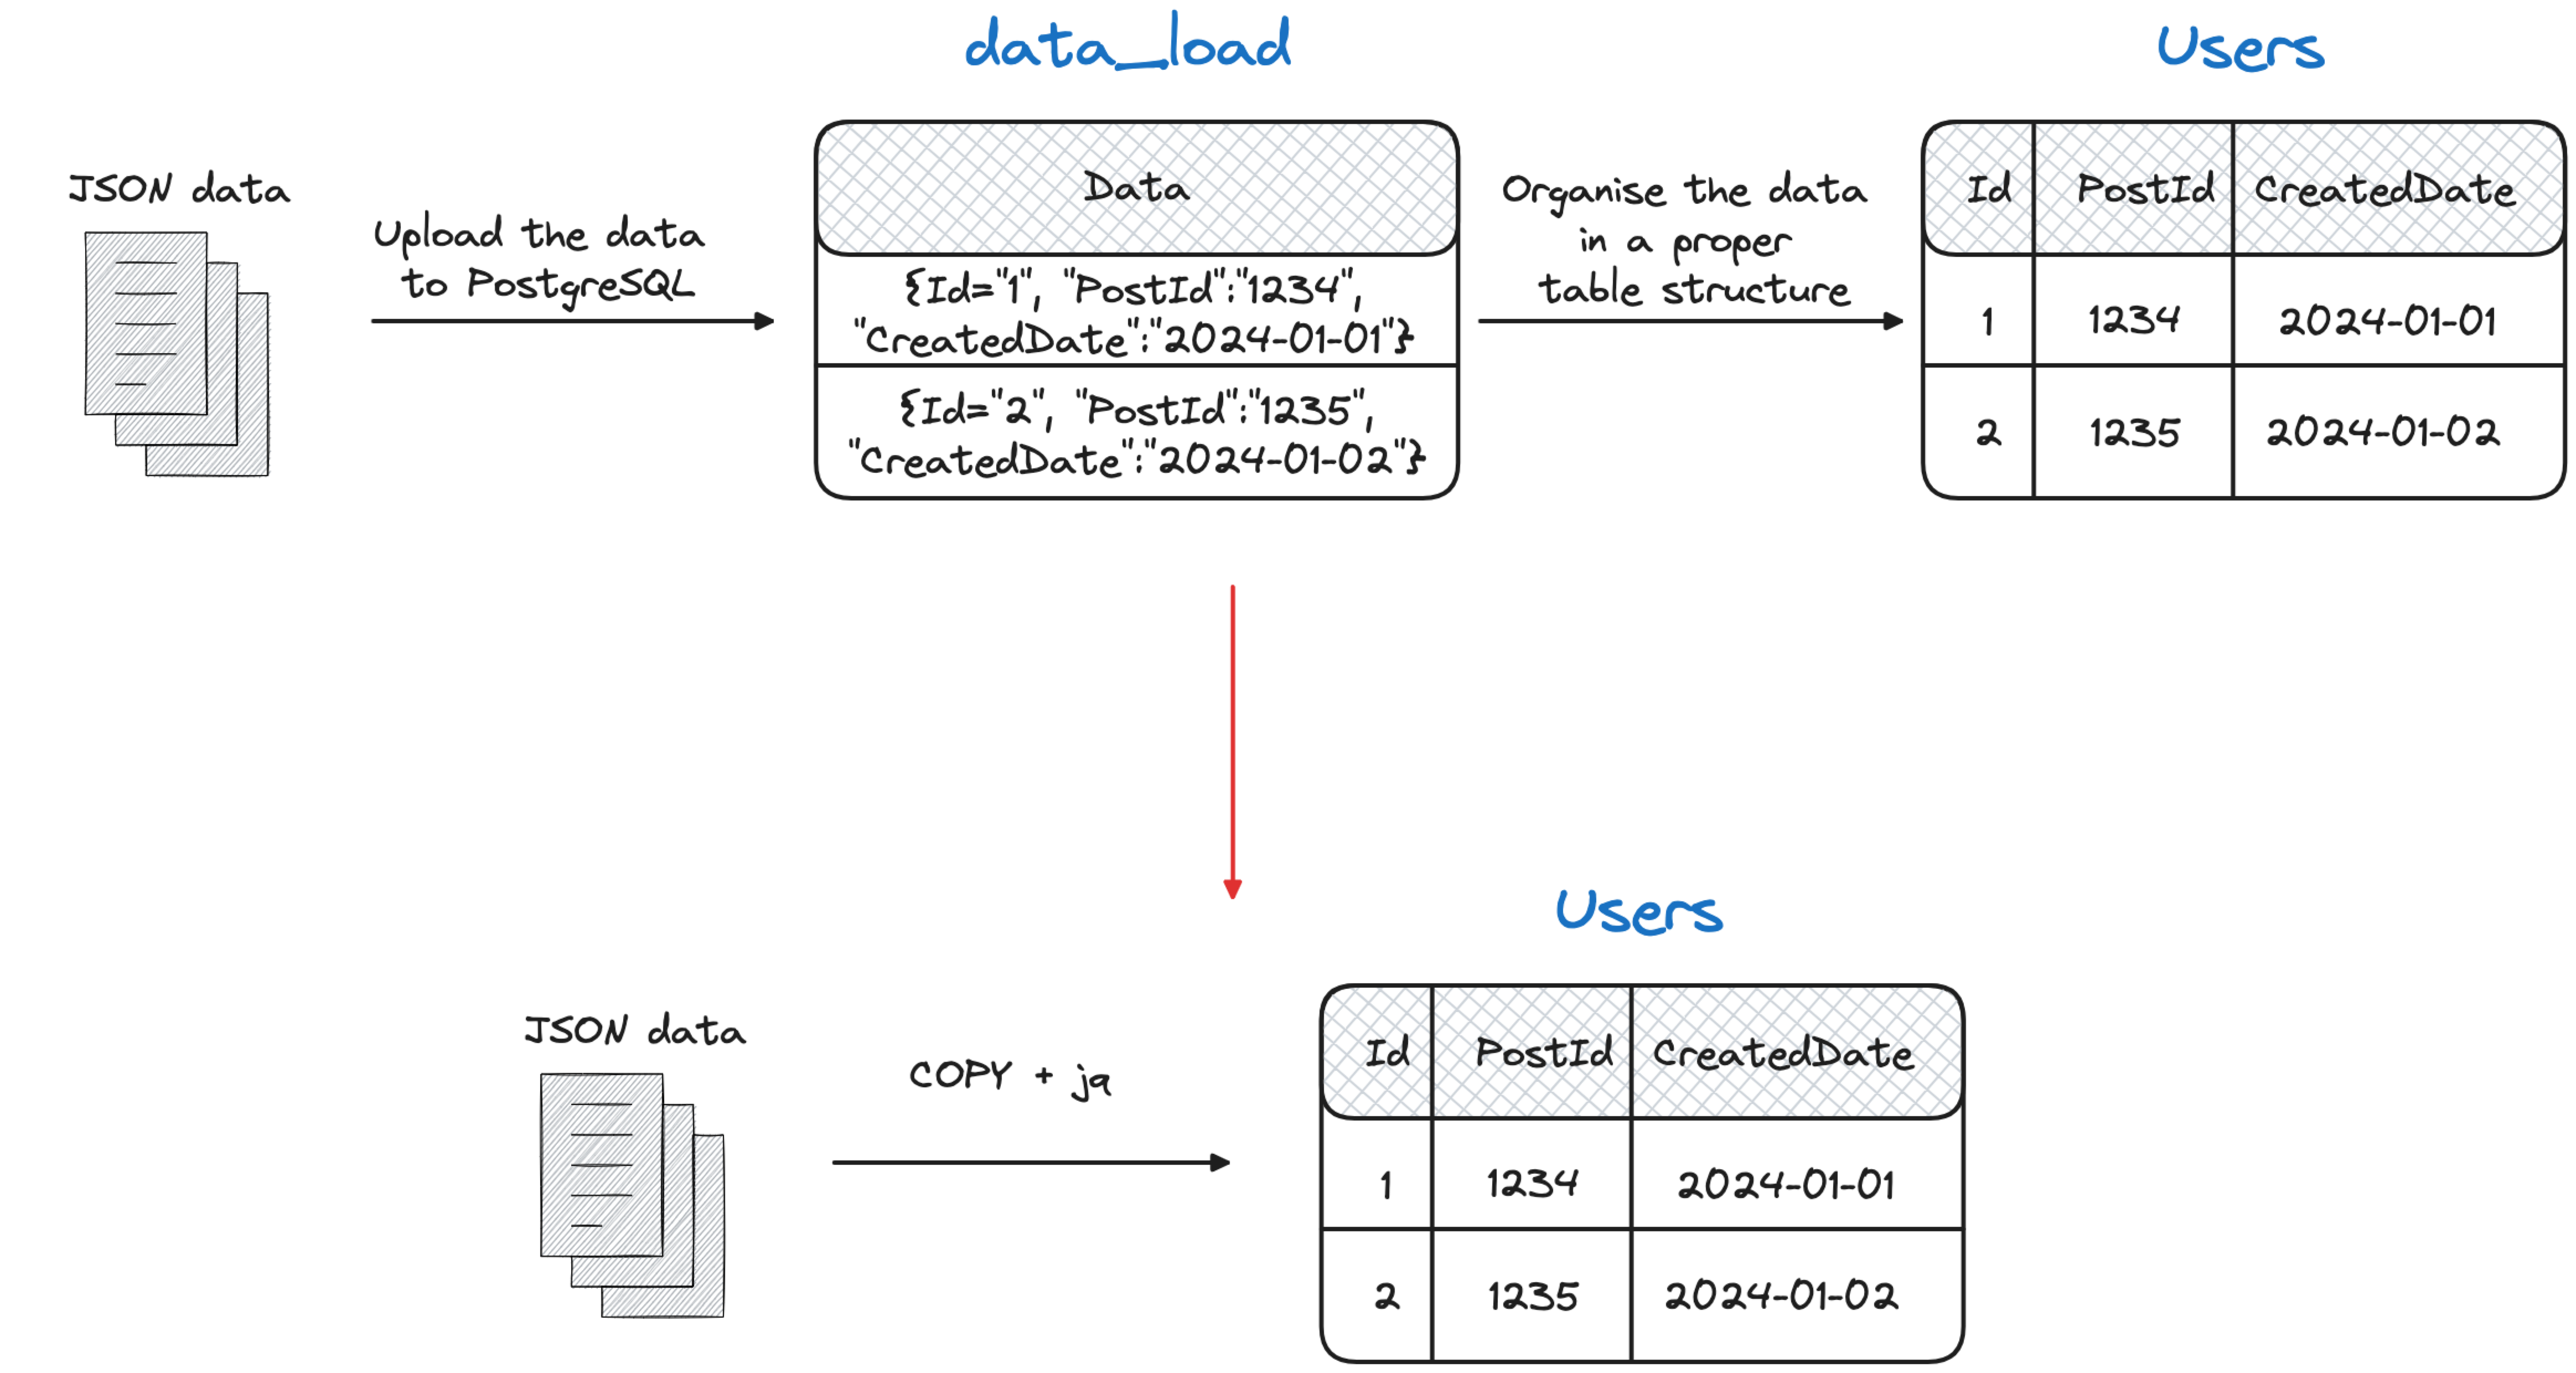 data_load
Users
JSON data
Upload the data
to PostgreSQL
Data
{Id="1", "PostId":"1234",
"CreatedDate":"2024-01-01"}
{Id="2", "PostId":"1235",
"CreatedDate":"2024-01-02"}
Organise the data
in a proper
table structure
Id PostId CreatedDate
1 1234 2024-01-01
2 1235 2024-01-02
Users
JSON data
COPY + jq
Id PostId CreatedDate
1 1234 2024-01-01
2 1235 2024-01-02